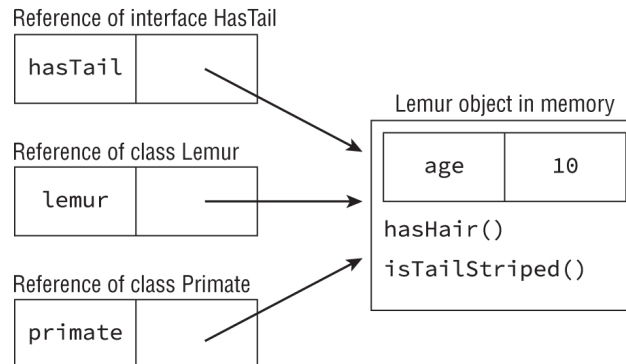 Reference of interface HasTail
hasTail
Lemur object in memory
age 10
Reference of class Lemur
lemur
hasHair()
isTailStriped()
Reference of class Primate
primate